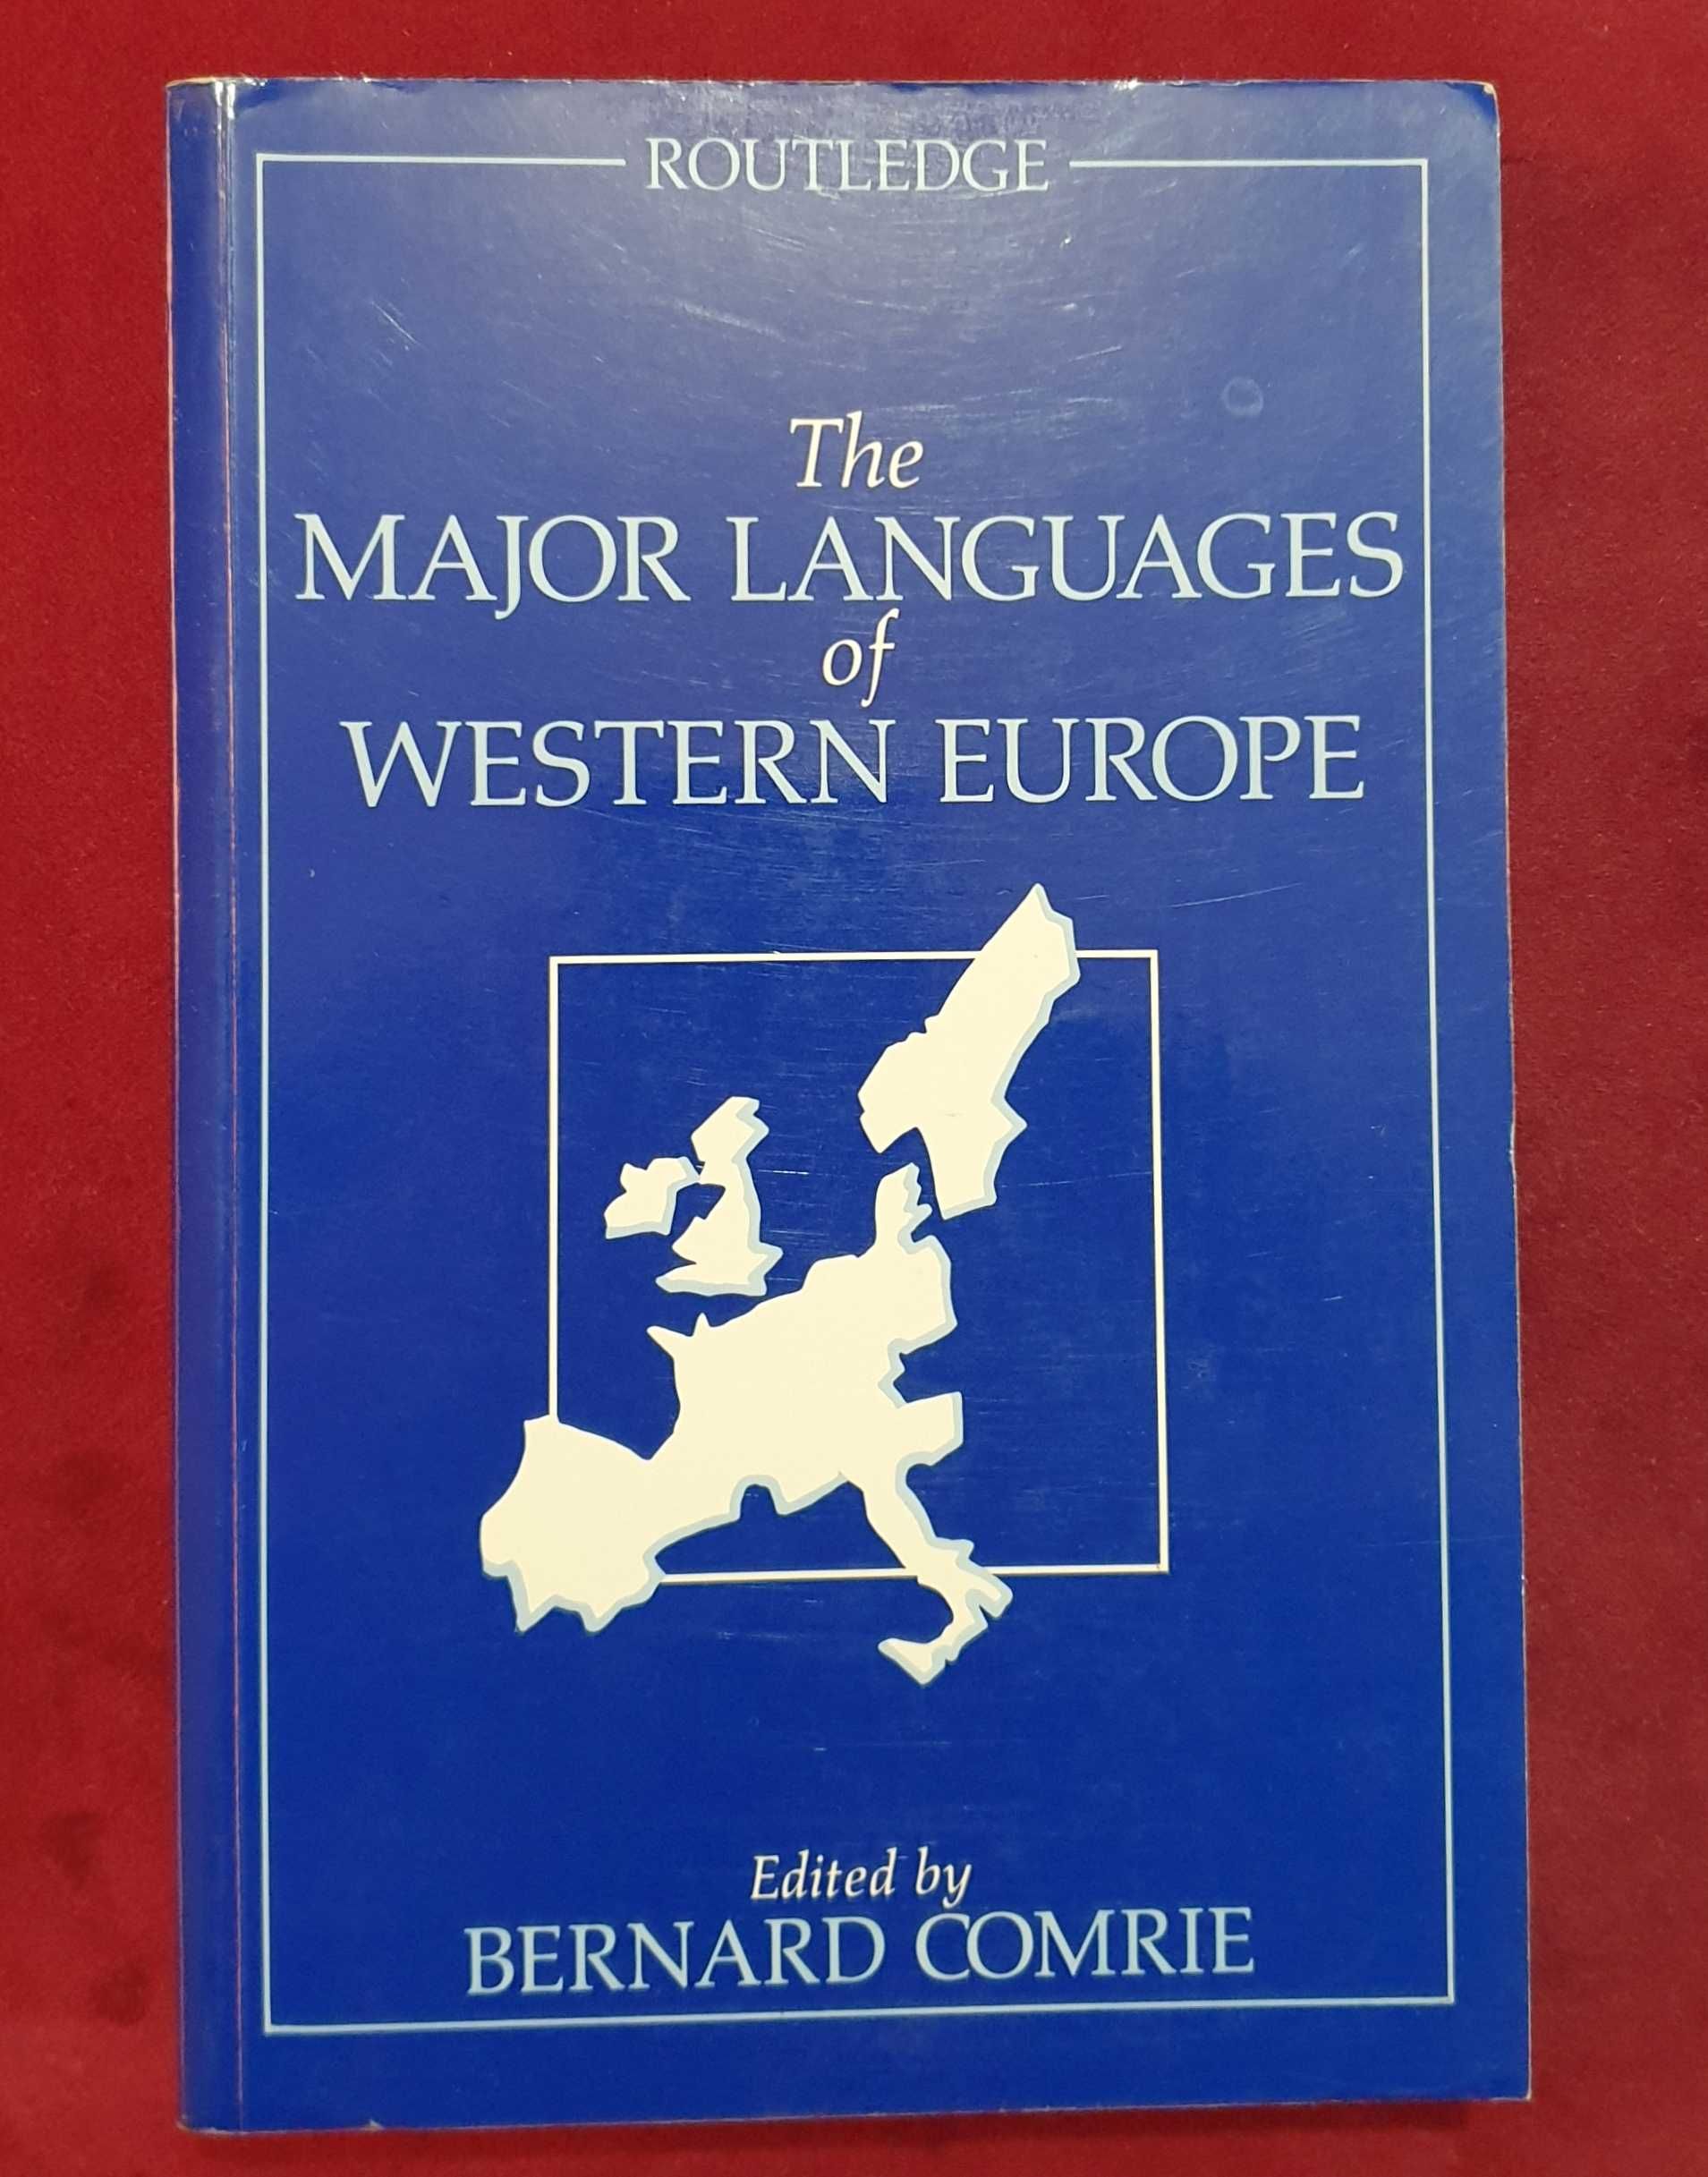 ROUTLEDGE
The
MAJOR LANGUAGES
of
WESTERN EUROPE
Edited by
BERNARD COMRIE